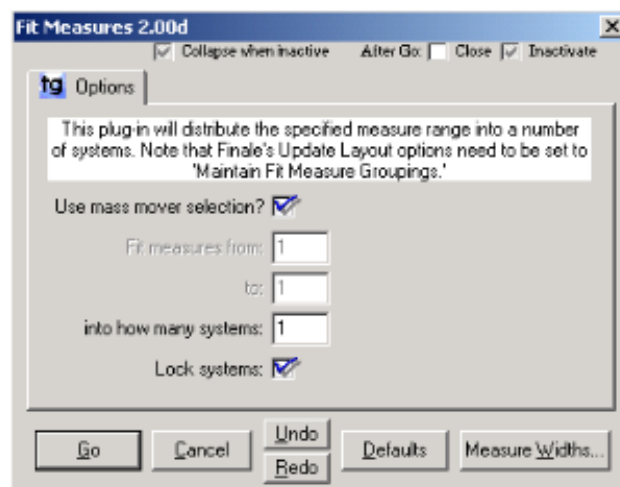 Fit Measures 2.00d
Collapse when inactive After Go: Close Inactivate
tg Options
This plug-in will distribute the specified measure range into a number
of systems. Note that Finale's Update Layout options need to be set to
'Maintain Fit Measure Groupings.'
Use mass mover selection?
Fit measures from: 1
to: 1
into how many systems: 1
Lock systems:
Go Cancel Undo Redo Defaults Measure Widths...